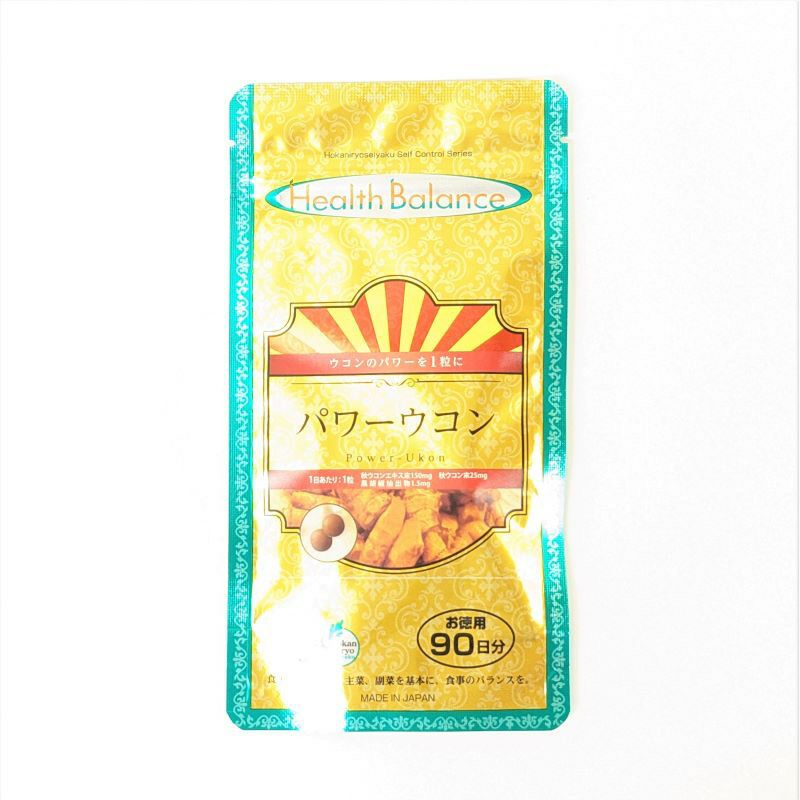 Hokaniryoseiyaku Self Control Series
Health Balance
ウコンのパワーを1粒に
パワーウコン
Power-Ukon
1日あたり:1粒 秋ウコンエキス末150mg 秋ウコン末25mg
黒胡椒抽出物1.5mg
お徳用
90日分
食 主菜、副菜を基本に、食事のバランスを。
MADE IN JAPAN